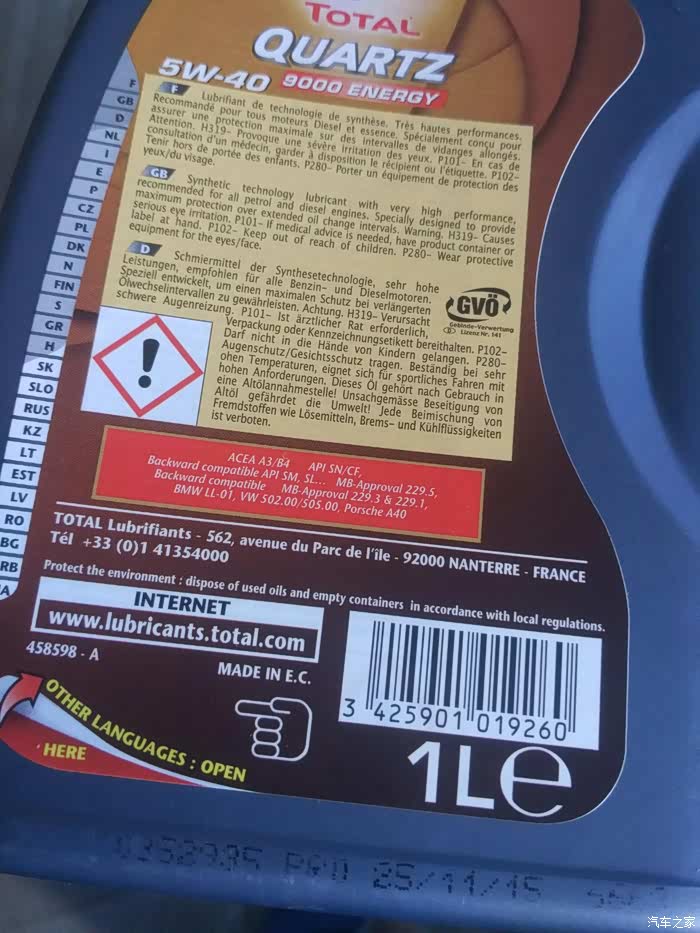 TOTAL
QUARTZ
5W-40 9000 ENERGY
F
Lubrifiant de technologie de synthèse. Très hautes performances.
Recommandé pour tous moteurs Diesel et essence. Spécialement conçu pour
assurer une protection maximale sur des intervalles de vidanges allongés.
Attention. H319- Provoque une sévère irritation des yeux. P101- En cas de
consultation d'un médecin, garder à disposition le récipient ou l'étiquette. P102-
Tenir hors de portée des enfants. P280- Porter un équipement de protection des
yeux/du visage.
GB
Synthetic technology lubricant with very high performance,
recommended for all petrol and diesel engines. Specially designed to provide
maximum protection over extended oil change intervals. Warning. H319- Causes
serious eye irritation. P101- If medical advice is needed, have product container or
label at hand. P102- Keep out of reach of children. P280- Wear protective
equipment for the eyes/face.
D
Schmiermittel der Synthesetechnologie, sehr hohe
Leistungen, empfohlen für alle Benzin- und Dieselmotoren.
Speziell entwickelt, um einen maximalen Schutz bei verlängerten
Ölwechselintervallen zu gewährleisten. Achtung. H319- Verursacht
schwere Augenreizung. P101- Ist ärztlicher Rat erforderlich,
Verpackung oder Kennzeichnungsetikett bereithalten. P102-
Darf nicht in die Hände von Kindern gelangen. P280-
Augenschutz/Gesichtsschutz tragen. Beständig bei sehr
ohen Temperaturen, eignet sich für sportliches Fahren mit
hohen Anforderungen. Dieses Öl gehört nach Gebrauch in
eine Altölannahmestelle! Unsachgemässe Beseitigung von
Altöl gefährdet die Umwelt! Jede Beimischung von
Fremdstoffen wie Lösemitteln, Brems- und Kühlflüssigkeiten
ist verboten.
GVÖ
Gebinde-Verwertung
Lizenz Nr. 141
F
GB
D
NL
I
E
P
CZ
PL
DK
N
FIN
S
GR
H
SK
SLO
RUS
KZ
LT
EST
LV
RO
BG
RB
ACEA A3/B4 API SN/CF,
Backward compatible API SM, SL... MB-Approval 229.5,
Backward compatible MB-Approval 229.3 & 229.1,
BMW LL-01, VW 502.00/505.00, Porsche A40
TOTAL Lubrifiants - 562, avenue du Parc de l'île - 92000 NANTERRE - FRANCE
Tél +33 (0)1 41354000
Protect the environment : dispose of used oils and empty containers in accordance with local regulations.
INTERNET
www.lubricants.total.com
458598 - A
MADE IN E.C.
3 425901 019260
OTHER LANGUAGES : OPEN
HERE
1L e
PRD 25/11/15
汽车之家